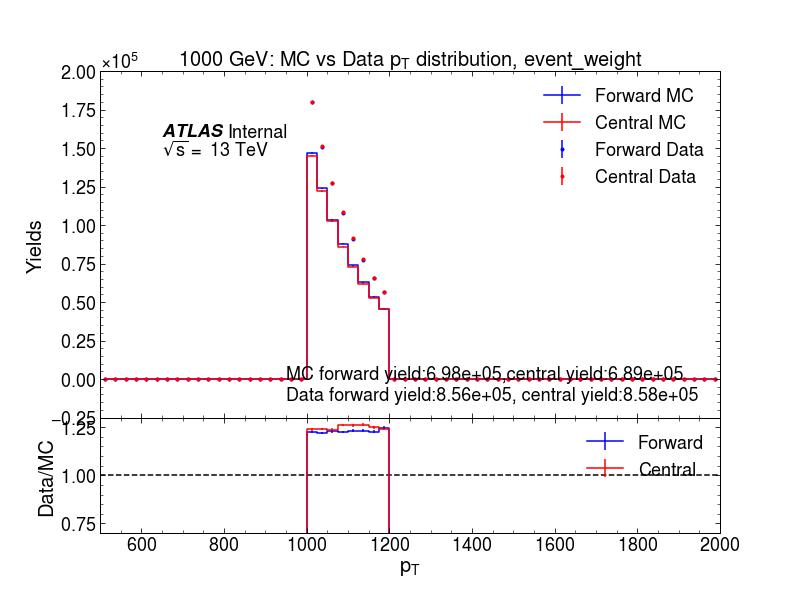 1000 GeV: MC vs Data pT distribution, event_weight
×10⁵
2.00
1.75
1.50
1.25
1.00
0.75
0.50
0.25
0.00
−0.25
Yields
ATLAS Internal
√s = 13 TeV
Forward MC
Central MC
Forward Data
Central Data
MC forward yield:6.98e+05,central yield:6.89e+05
Data forward yield:8.56e+05, central yield:8.58e+05
1.25
1.00
0.75
Data/MC
Forward
Central
600 800 1000 1200 1400 1600 1800 2000
pT